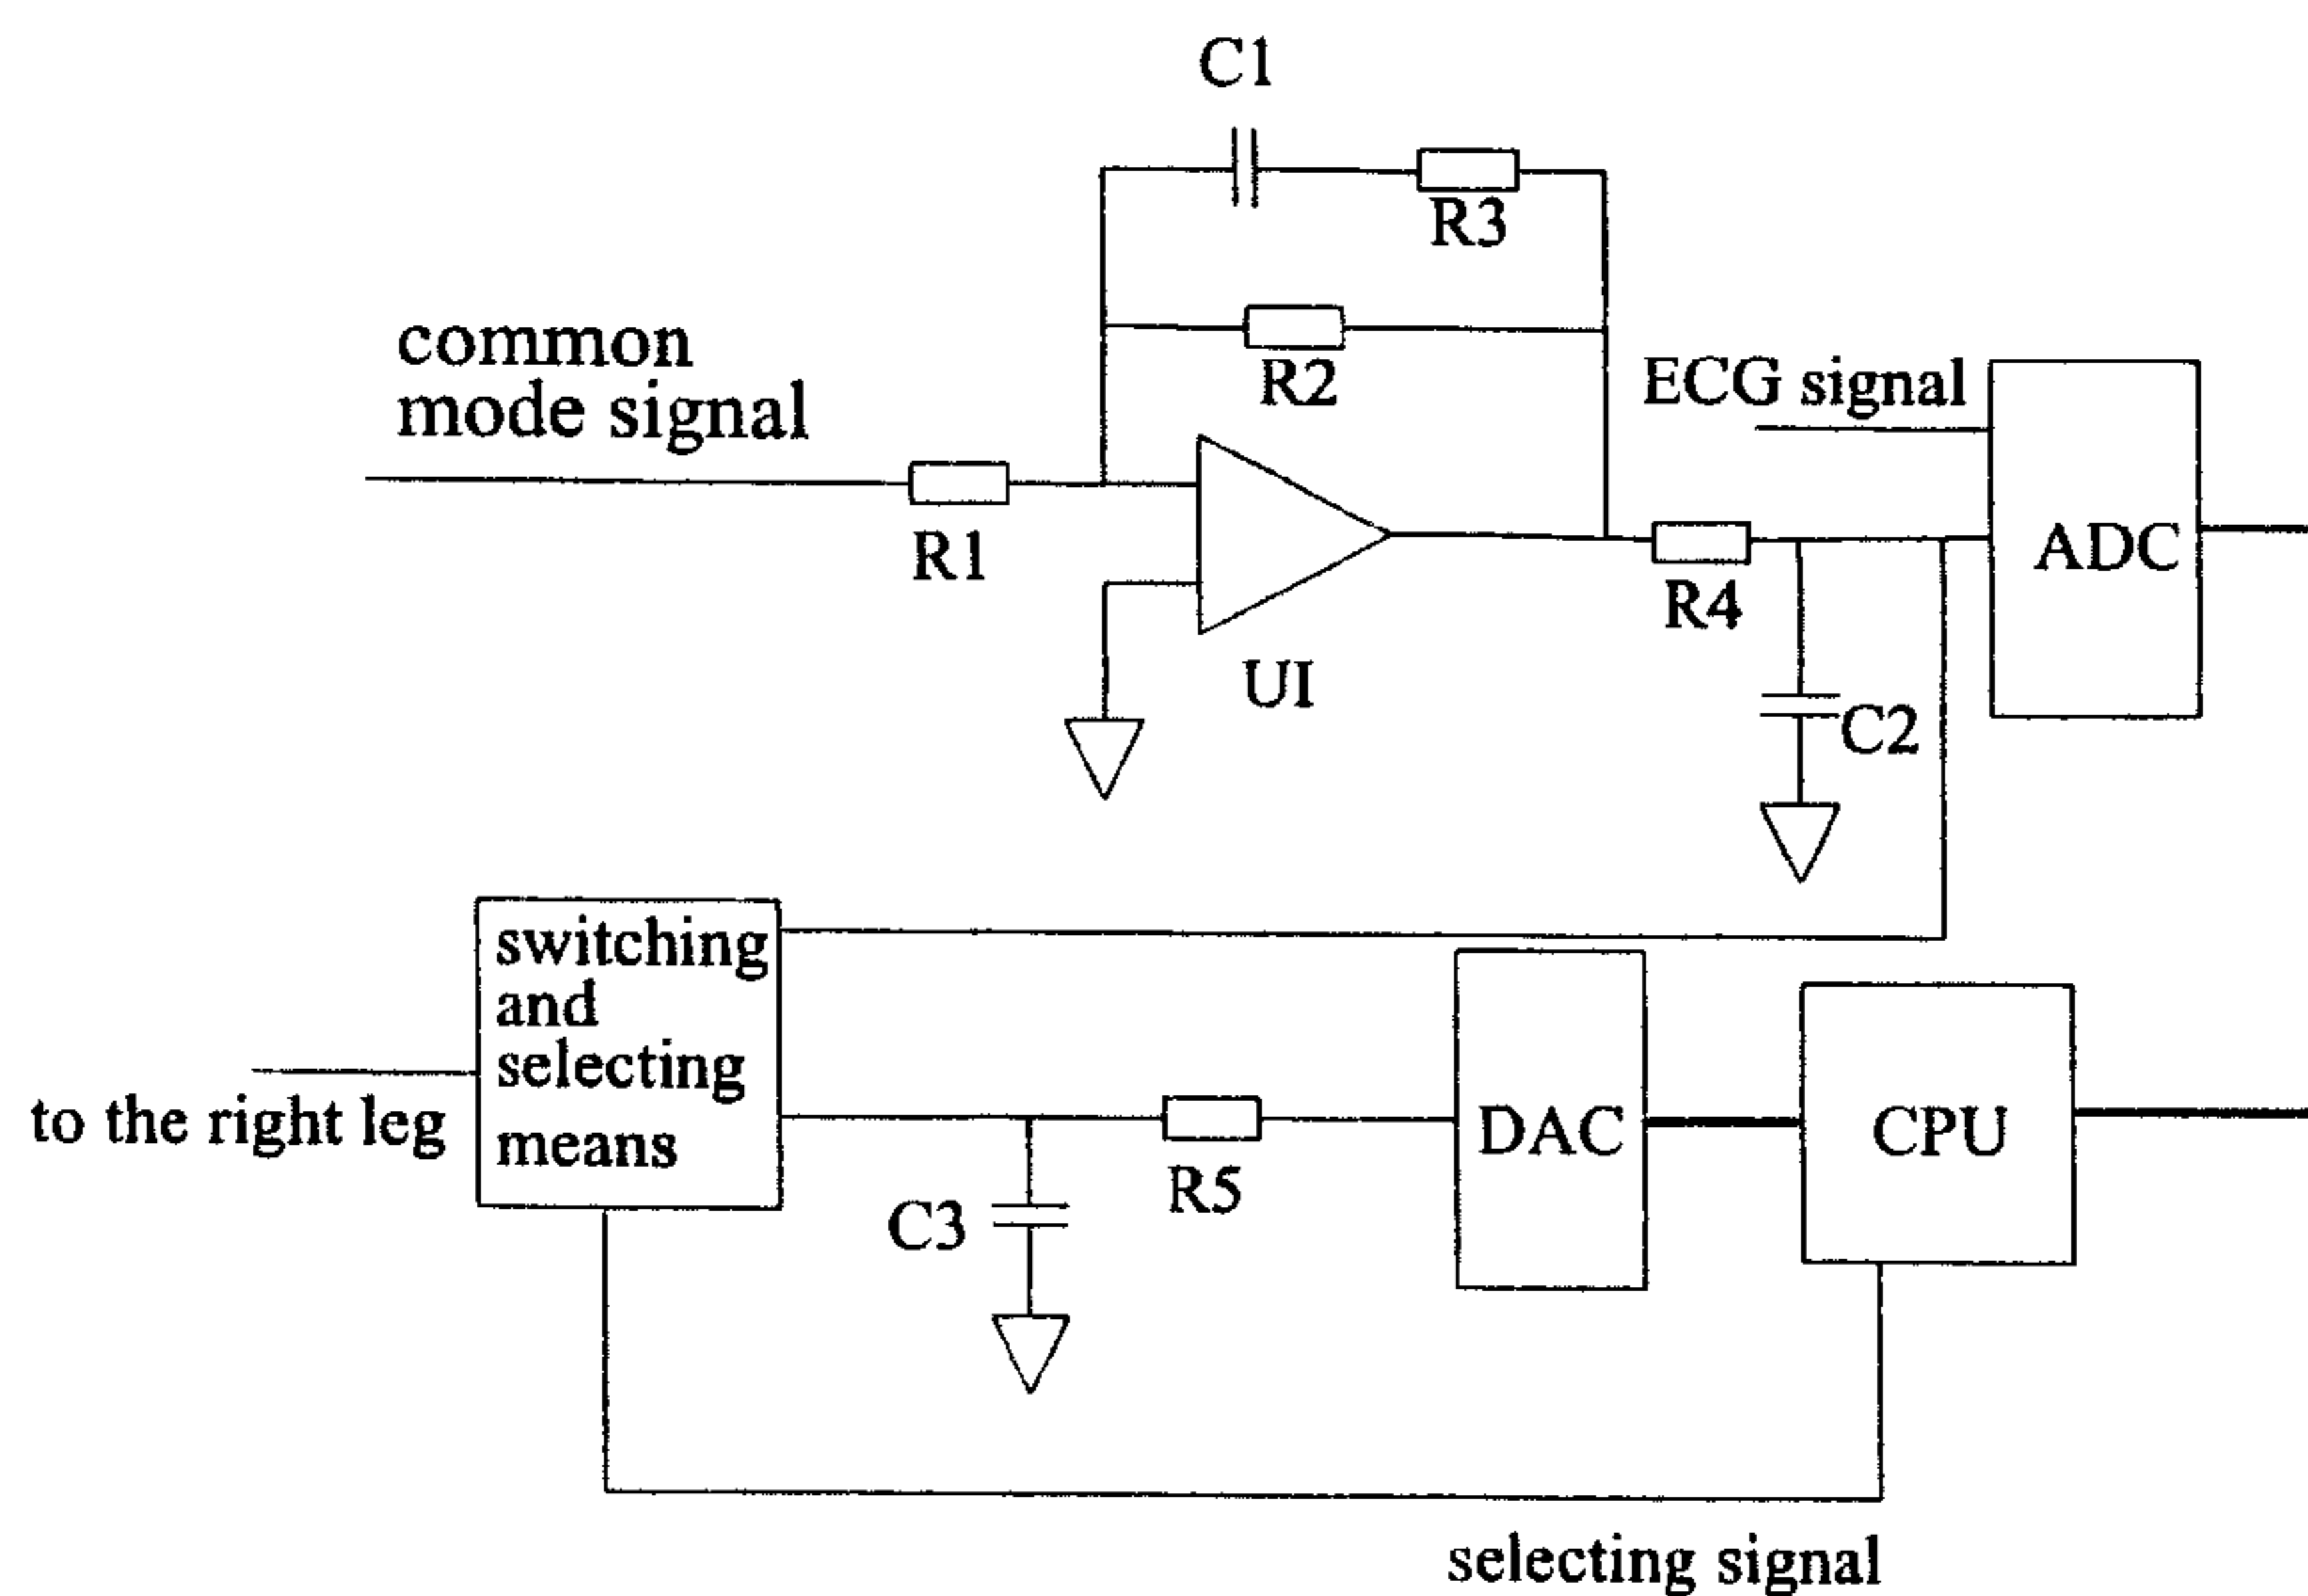 C1
R3
common
mode signal
R2
ECG signal
R1
ADC
R4
UI
C2
switching
and
selecting
means
to the right leg
DAC
CPU
R5
C3
selecting signal